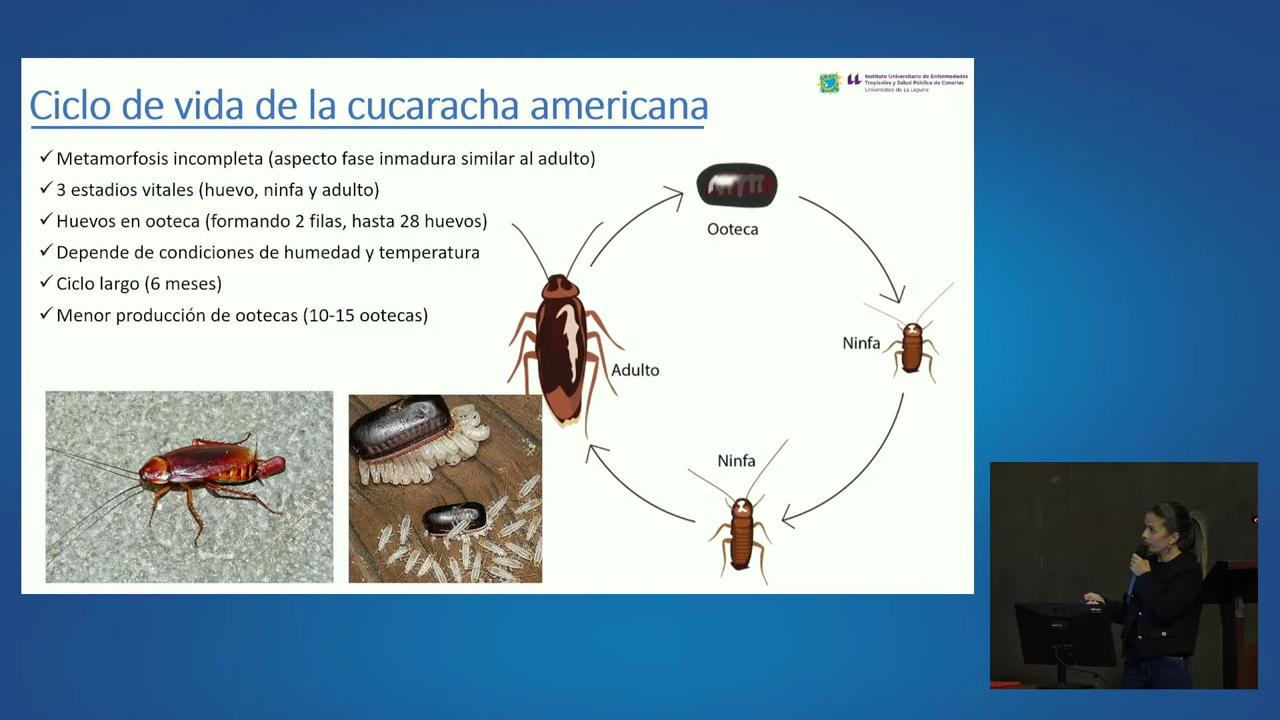 Instituto Universitario de Enfermedades
Tropicales y Salud Pública de Canarias
Universidad de La Laguna
Ciclo de vida de la cucaracha americana
✓ Metamorfosis incompleta (aspecto fase inmadura similar al adulto)
✓ 3 estadios vitales (huevo, ninfa y adulto)
✓ Huevos en ooteca (formando 2 filas, hasta 28 huevos)
✓ Depende de condiciones de humedad y temperatura
✓ Ciclo largo (6 meses)
✓ Menor producción de ootecas (10-15 ootecas)
Ooteca
Ninfa
Adulto
Ninfa